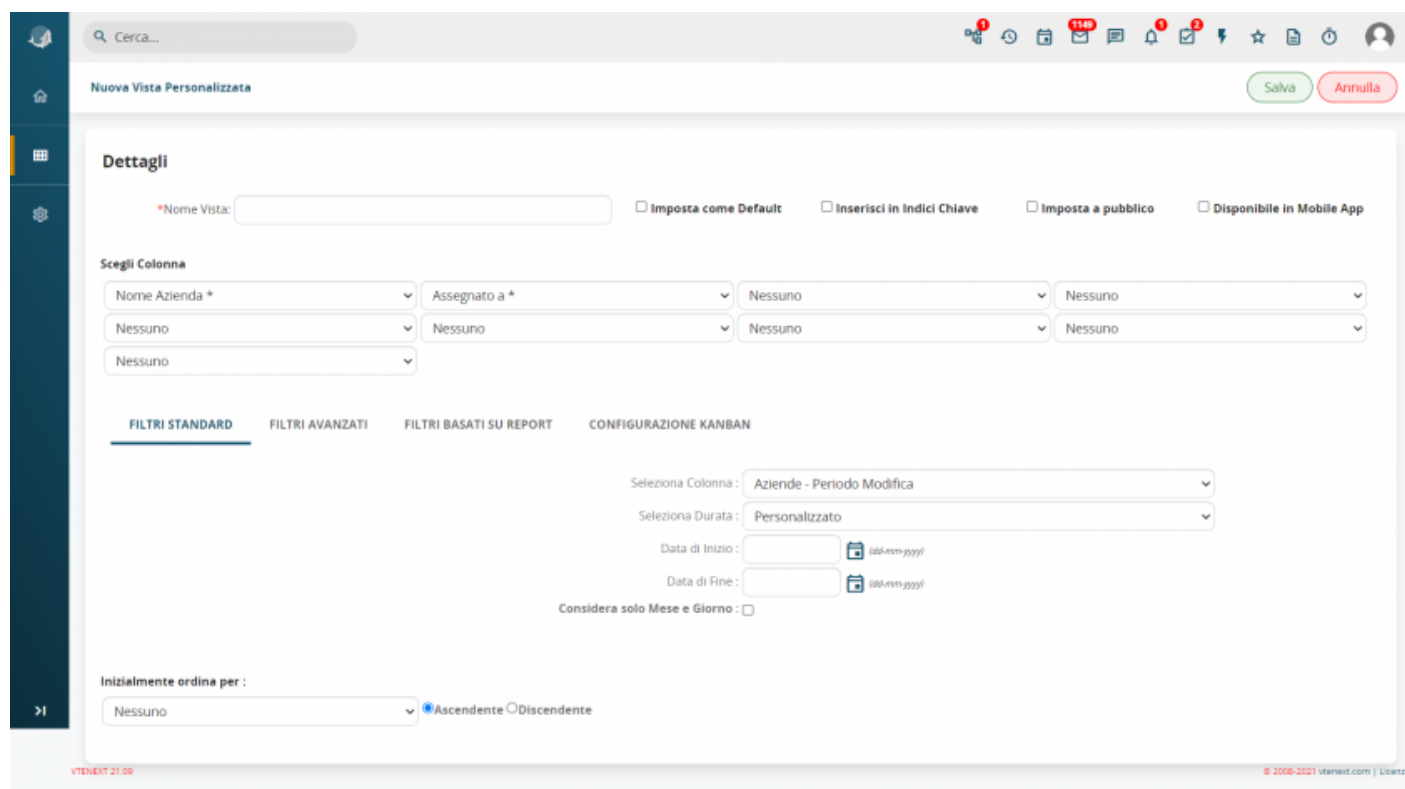 1 1149 1 2
Cerca...
Nuova Vista Personalizzata Salva Annulla
Dettagli
*Nome Vista: Imposta come Default Inserisci in Indici Chiave Imposta a pubblico Disponibile in Mobile App
Scegli Colonna
Nome Azienda * Assegnato a * Nessuno Nessuno
Nessuno Nessuno Nessuno Nessuno
Nessuno
FILTRI STANDARD FILTRI AVANZATI FILTRI BASATI SU REPORT CONFIGURAZIONE KANBAN
Seleziona Colonna : Aziende - Periodo Modifica
Seleziona Durata : Personalizzato
Data di Inizio : (dd-mm-yyyy)
Data di Fine : (dd-mm-yyyy)
Considera solo Mese e Giorno :
Inizialmente ordina per :
Nessuno Ascendente Discendente
VTENEXT 21.09 © 2008-2021 vtenext.com | Licenz